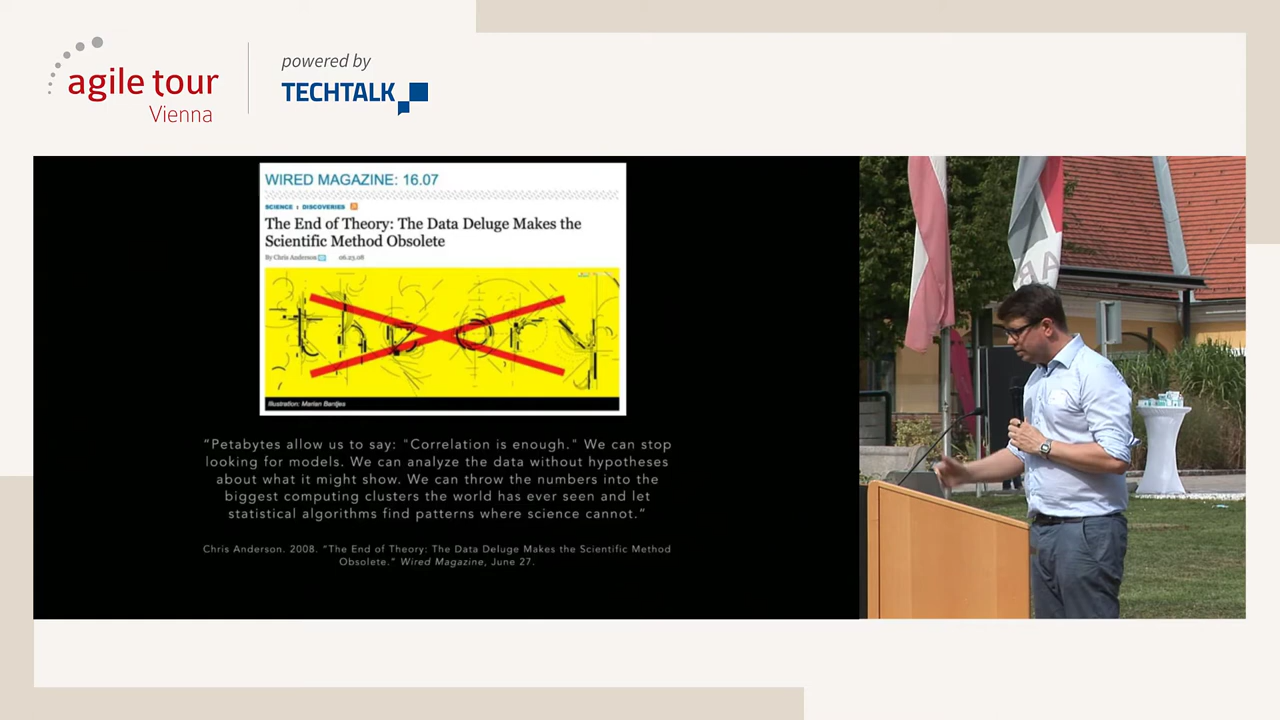 agile tour
Vienna
powered by
TECHTALK
WIRED MAGAZINE: 16.07
SCIENCE : DISCOVERIES
The End of Theory: The Data Deluge Makes the
Scientific Method Obsolete
By Chris Anderson 06.23.08
theory
Illustration: Marian Bantjes
“Petabytes allow us to say: "Correlation is enough." We can stop
looking for models. We can analyze the data without hypotheses
about what it might show. We can throw the numbers into the
biggest computing clusters the world has ever seen and let
statistical algorithms find patterns where science cannot.”
Chris Anderson. 2008. “The End of Theory: The Data Deluge Makes the Scientific Method
Obsolete.” Wired Magazine, June 27.